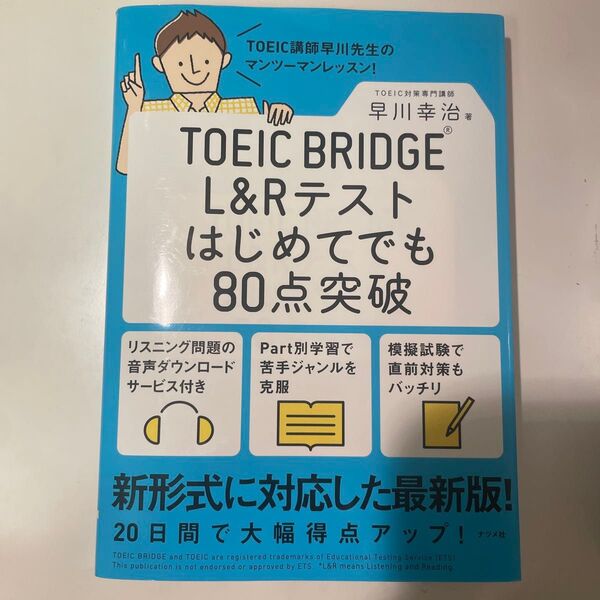 TOEIC講師早川先生の
マンツーマンレッスン!
TOEIC対策専門講師
早川幸治 著
TOEIC BRIDGE®
L&Rテスト
はじめてでも
80点突破
リスニング問題の
音声ダウンロード
サービス付き
Part別学習で
苦手ジャンルを
克服
模擬試験で
直前対策も
バッチリ
新形式に対応した最新版!
20日間で大幅得点アップ!
ナツメ社
TOEIC BRIDGE and TOEIC are registered trademarks of Educational Testing Service (ETS).
This publication is not endorsed or approved by ETS. *L&R means Listening and Reading.